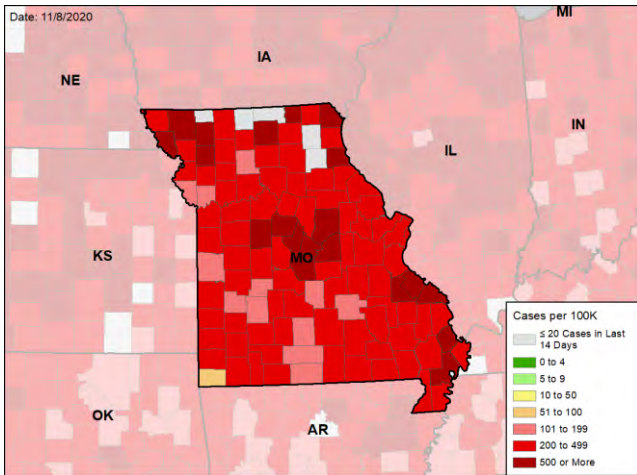 Date: 11/8/2020
MI
IA
NE
IL
IN
MO
KS
OK
AR
Cases per 100K
≤ 20 Cases in Last
14 Days
0 to 4
5 to 9
10 to 50
51 to 100
101 to 199
200 to 499
500 or More